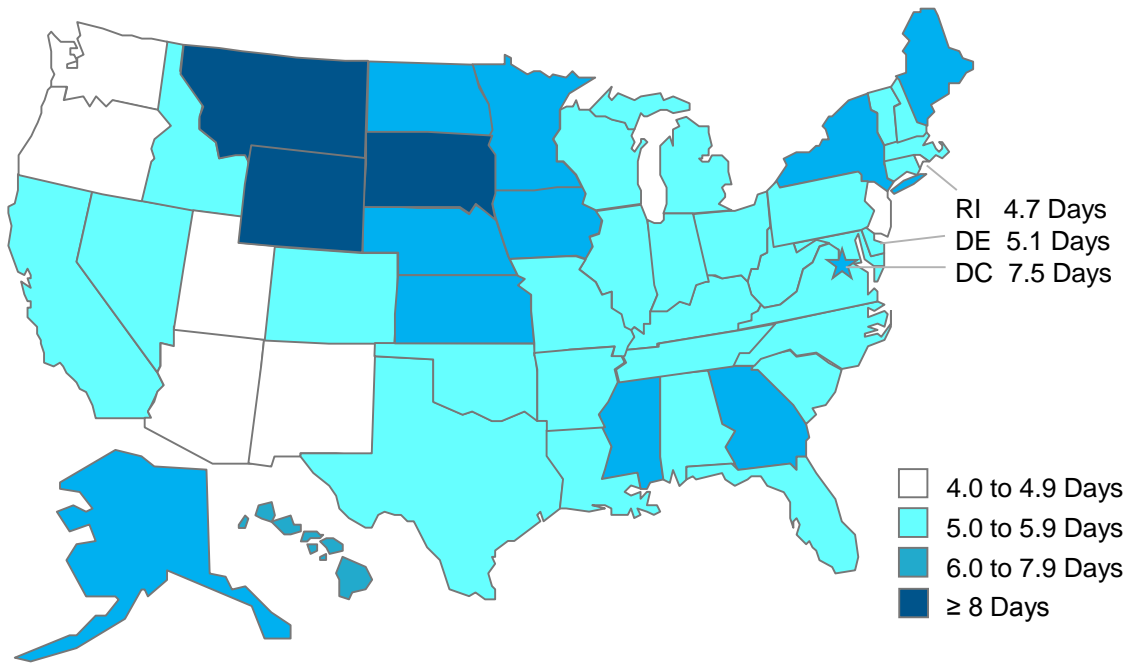 RI 4.7 Days
DE 5.1 Days
DC 7.5 Days
4.0 to 4.9 Days
5.0 to 5.9 Days
6.0 to 7.9 Days
≥ 8 Days